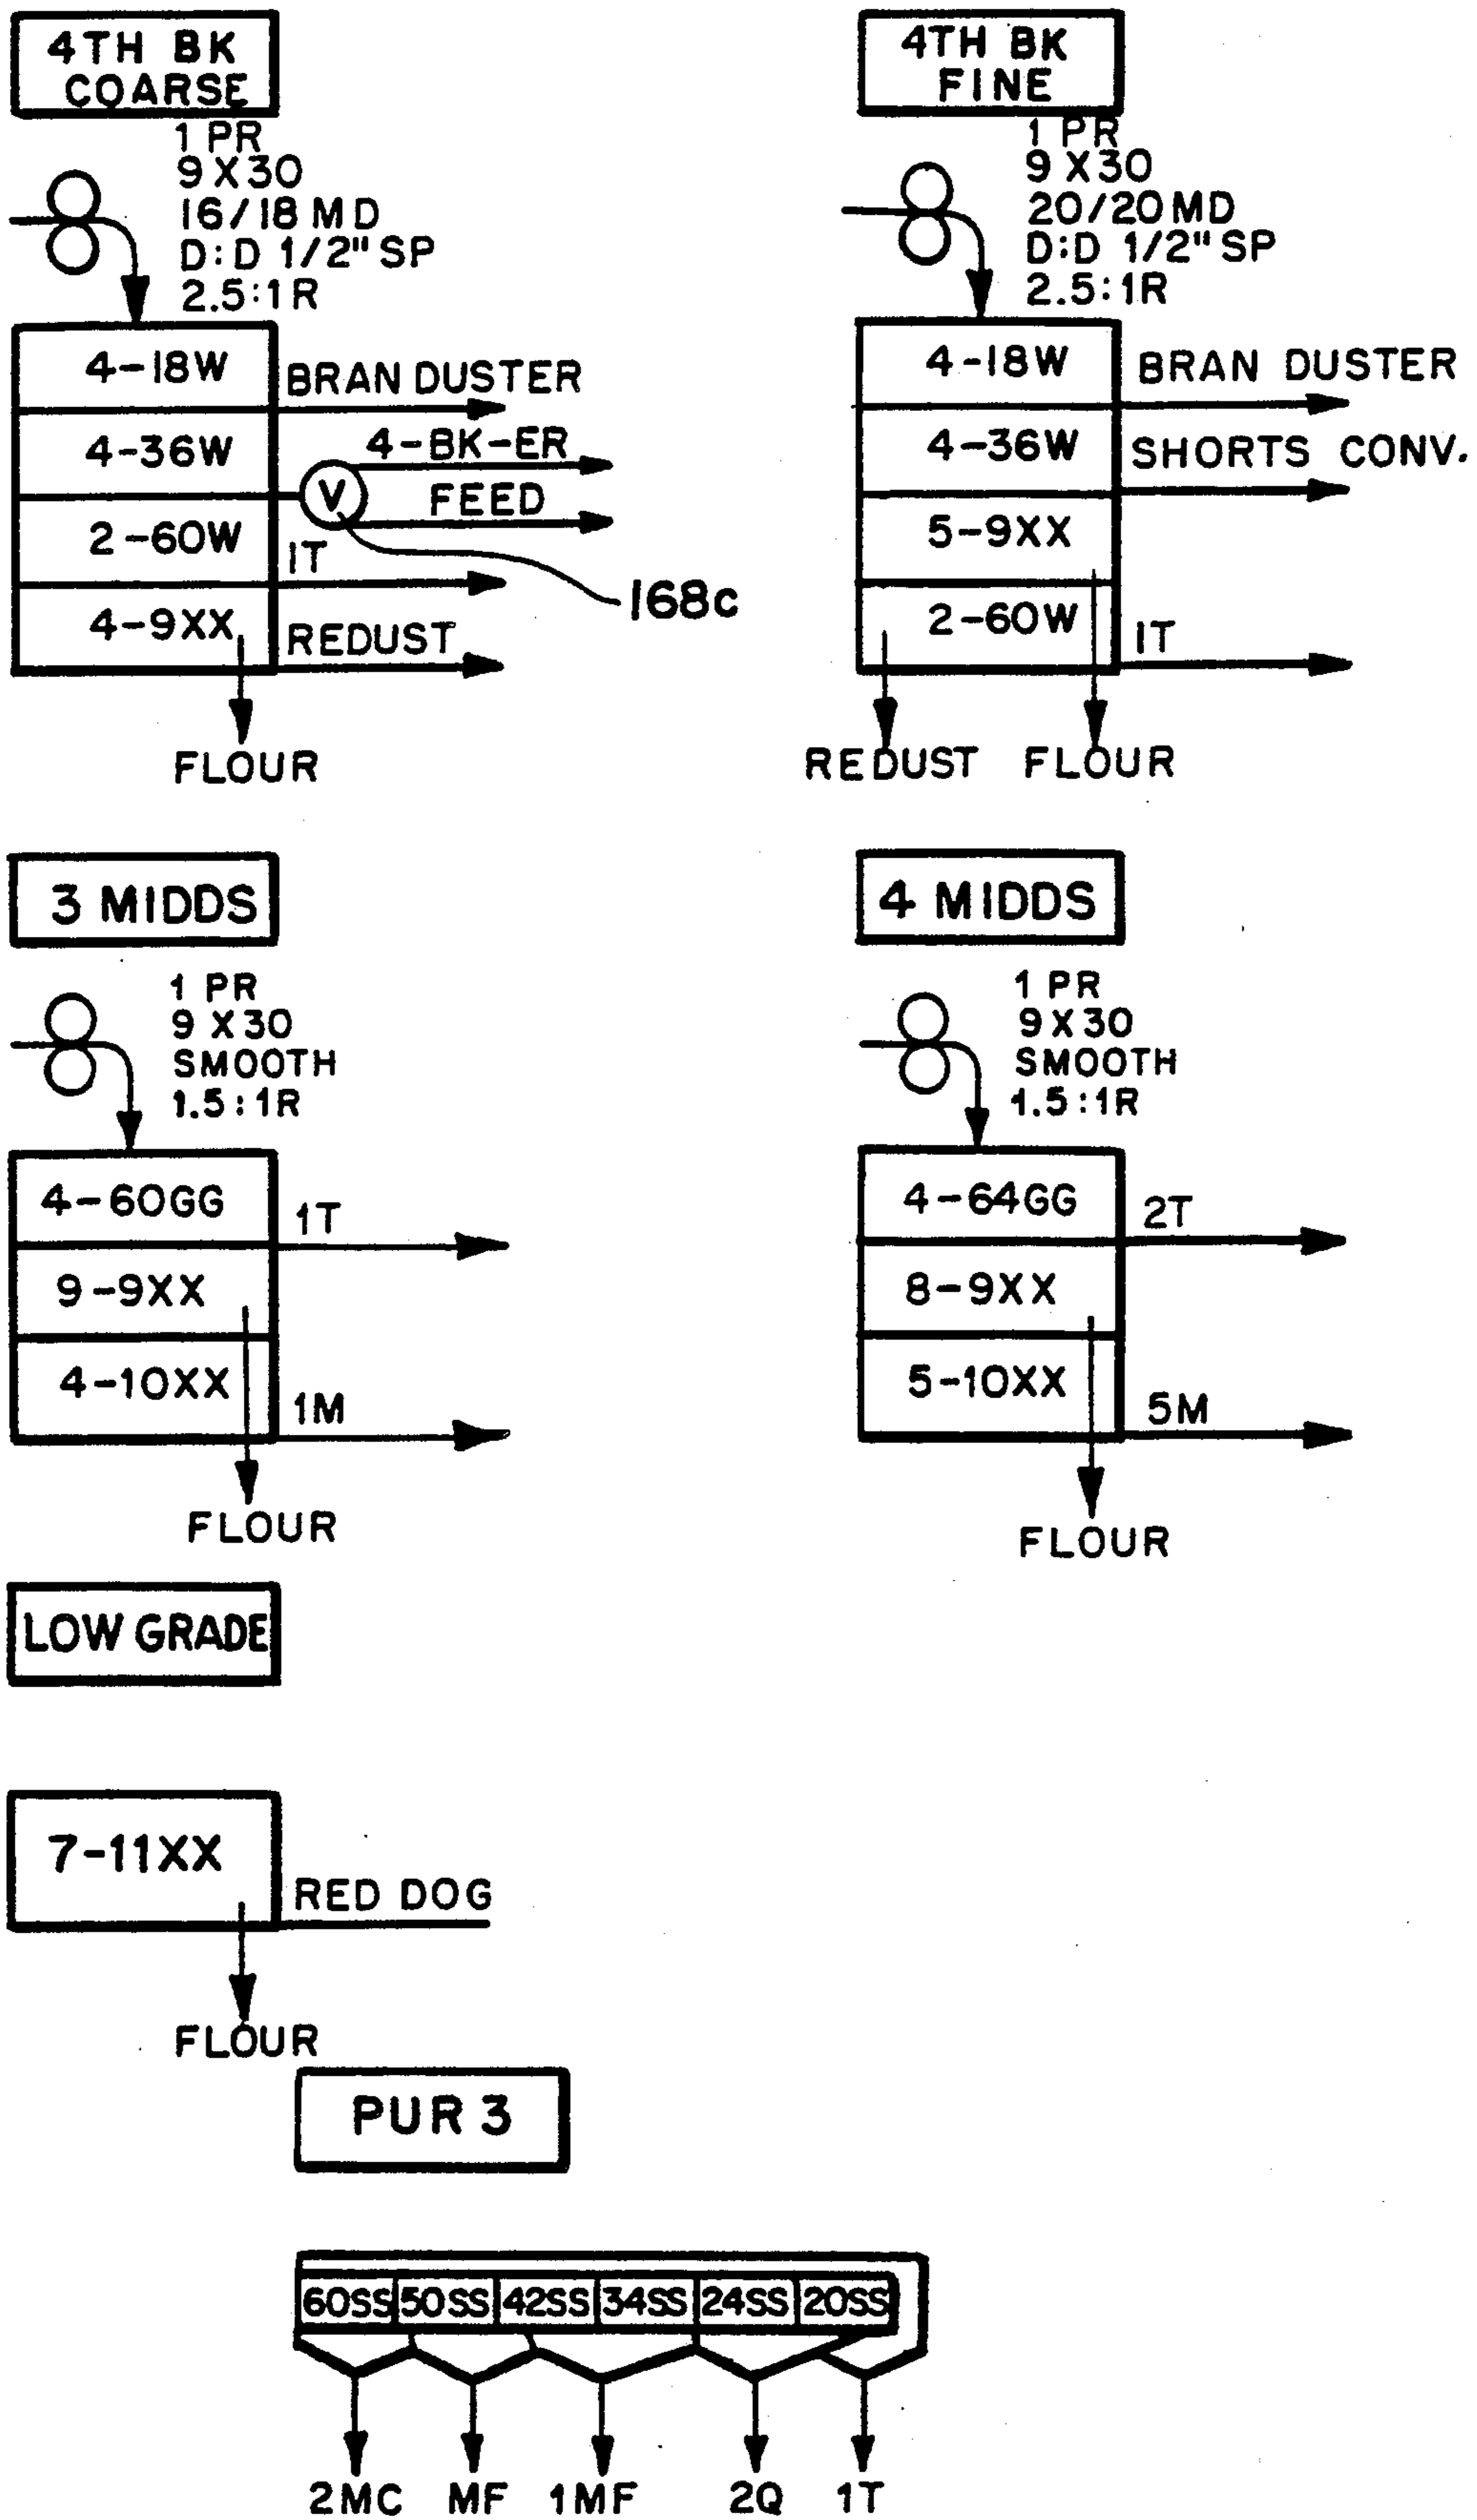 4TH BK
COARSE
1 PR
9 X 30
16/18 MD
D:D 1/2" SP
2.5:1R
4-18W
BRAN DUSTER
4-36W
4-BK-ER
V
FEED
2-60W
1T
168c
4-9XX
REDUST
FLOUR
4TH BK
FINE
1 PR
9 X 30
20/20 MD
D:D 1/2" SP
2.5:1R
4-18W
BRAN DUSTER
4-36W
SHORTS CONV.
5-9XX
2-60W
1T
REDUST FLOUR
3 MIDDS
1 PR
9 X 30
SMOOTH
1.5:1R
4-60GG
1T
9-9XX
4-10XX
1M
FLOUR
4 MIDDS
1 PR
9 X 30
SMOOTH
1.5:1R
4-64GG
2T
8-9XX
5-10XX
5M
FLOUR
LOW GRADE
7-11XX
RED DOG
FLOUR
PUR 3
60SS 50SS 42SS 34SS 24SS 20SS
2MC MF 1MF 2Q 1T